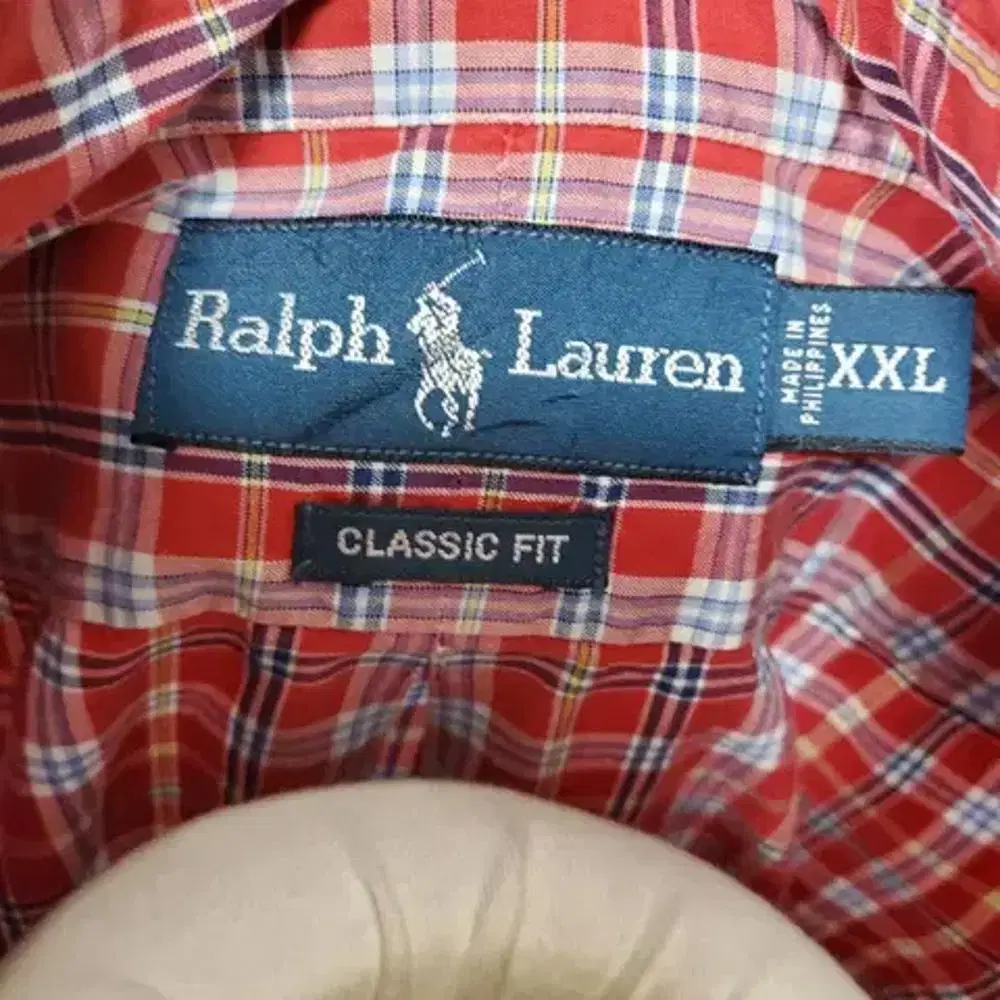 Ralph Lauren
MADE IN
PHILIPPINES
XXL
CLASSIC FIT